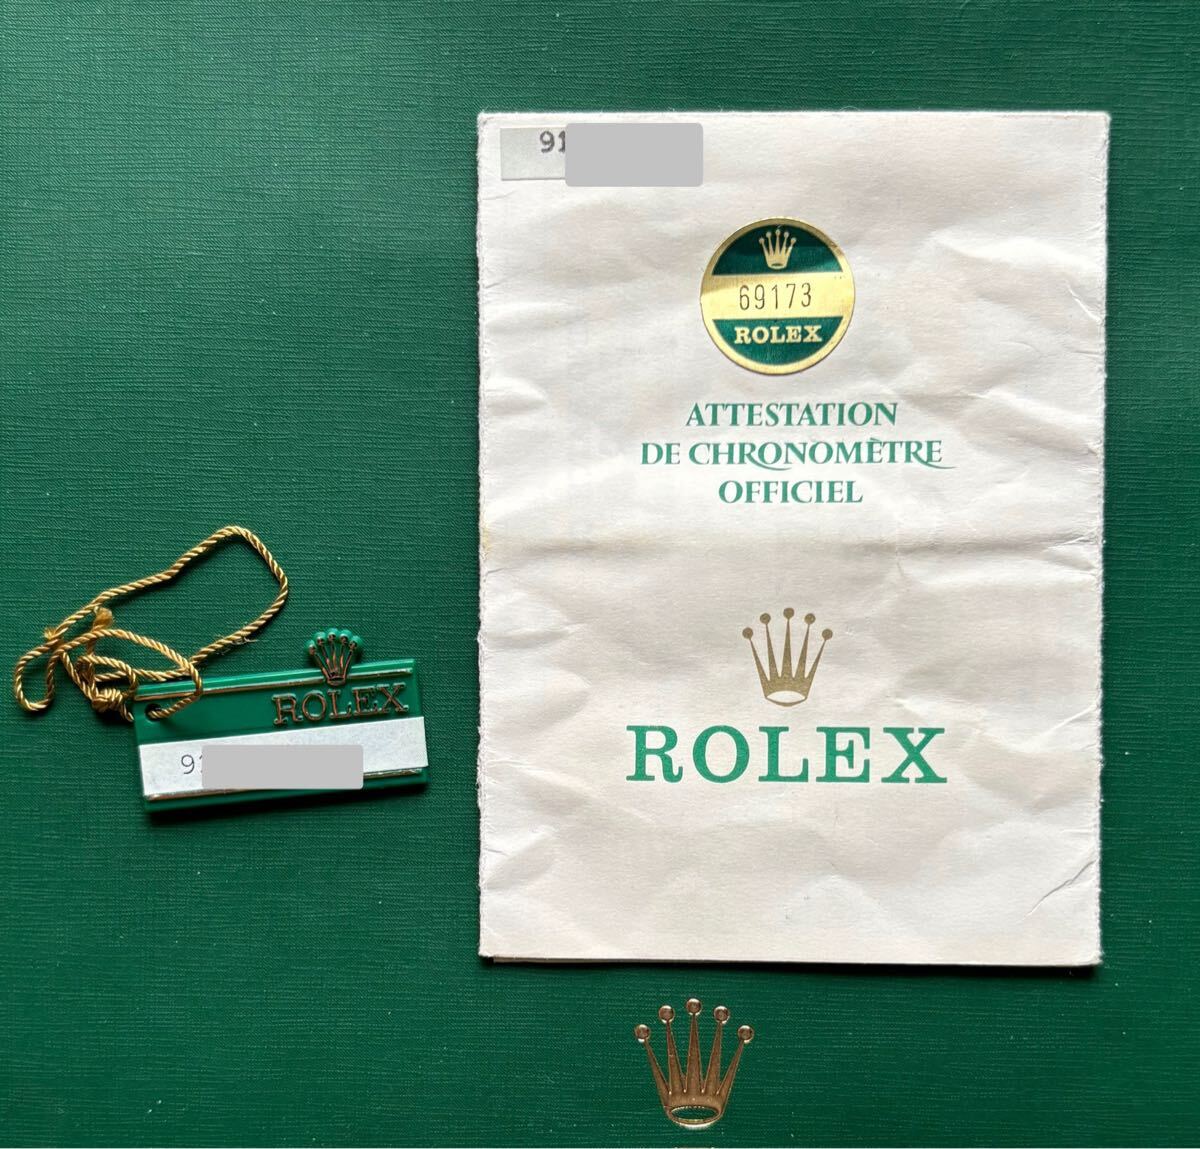 91
69173
ROLEX
ATTESTATION
DE CHRONOMÈTRE
OFFICIEL
ROLEX
ROLEX
91